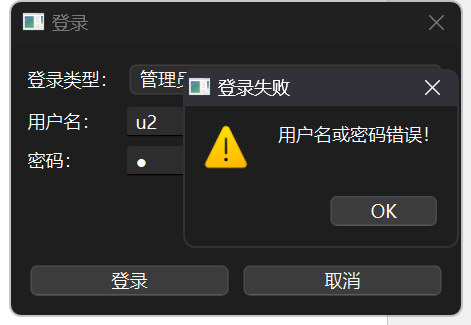 登录
登录类型：
管理员
登录失败
用户名：
u2
用户名或密码错误！
密码：
●
OK
登录
取消